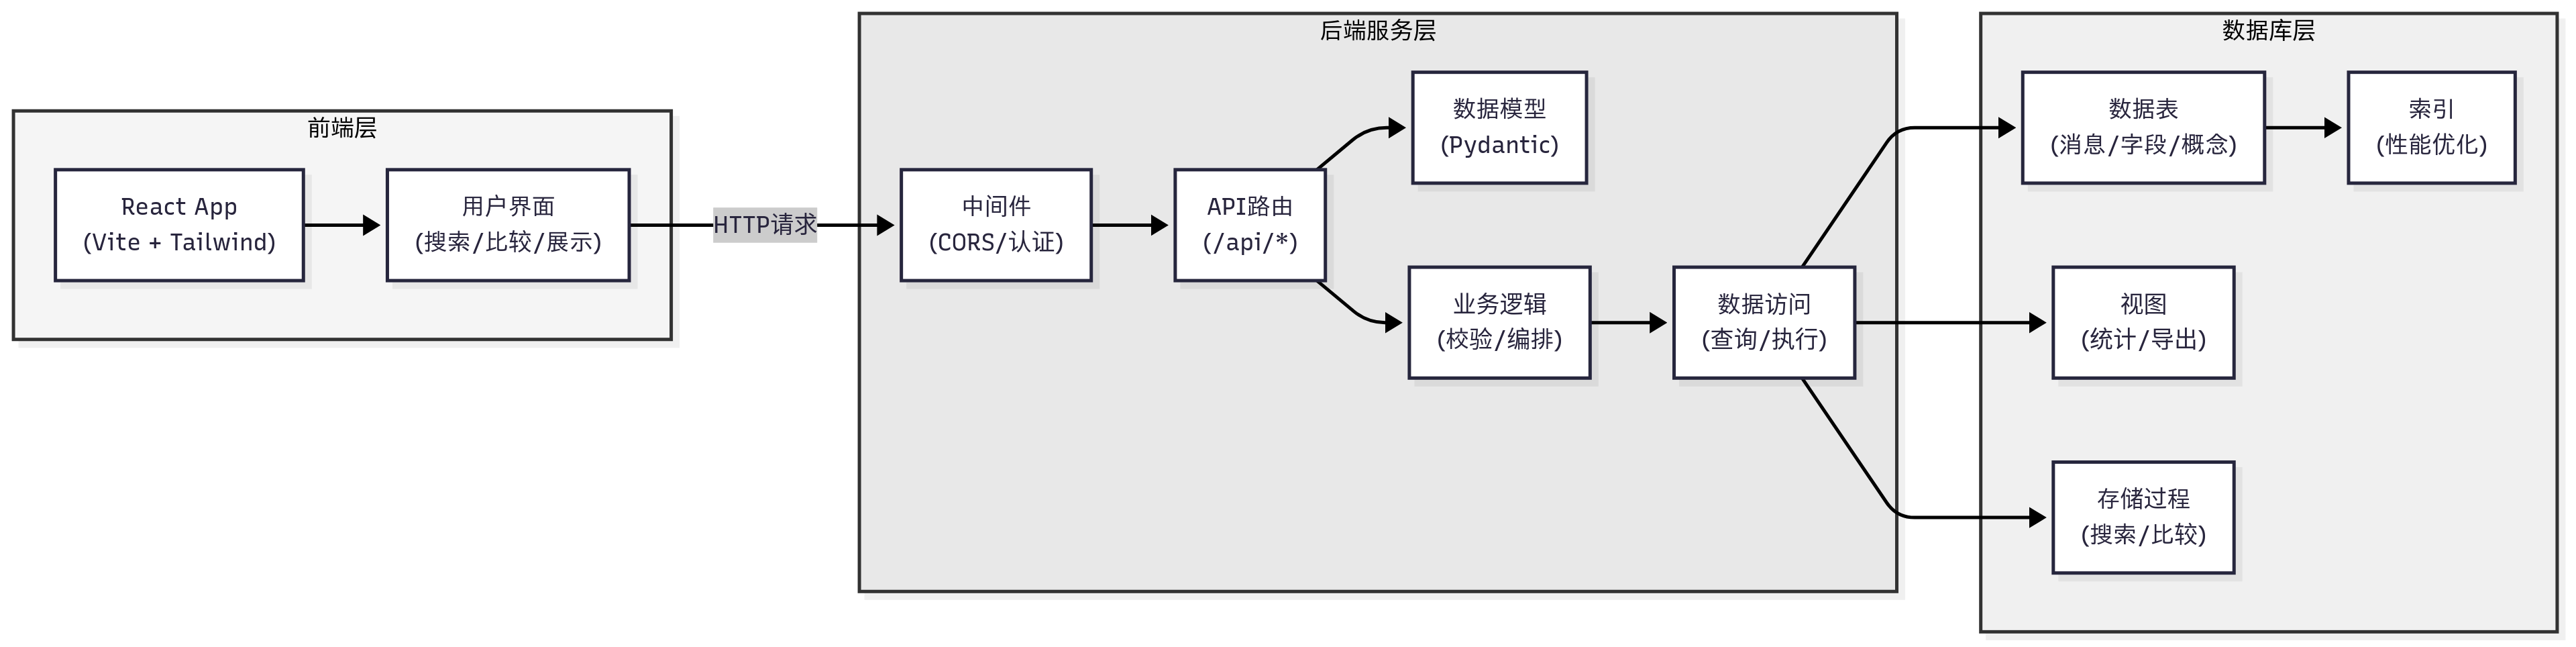 前端层
React App
(Vite + Tailwind)
用户界面
(搜索/比较/展示)
HTTP请求
后端服务层
中间件
(CORS/认证)
API路由
(/api/*)
数据模型
(Pydantic)
业务逻辑
(校验/编排)
数据访问
(查询/执行)
数据库层
数据表
(消息/字段/概念)
索引
(性能优化)
视图
(统计/导出)
存储过程
(搜索/比较)